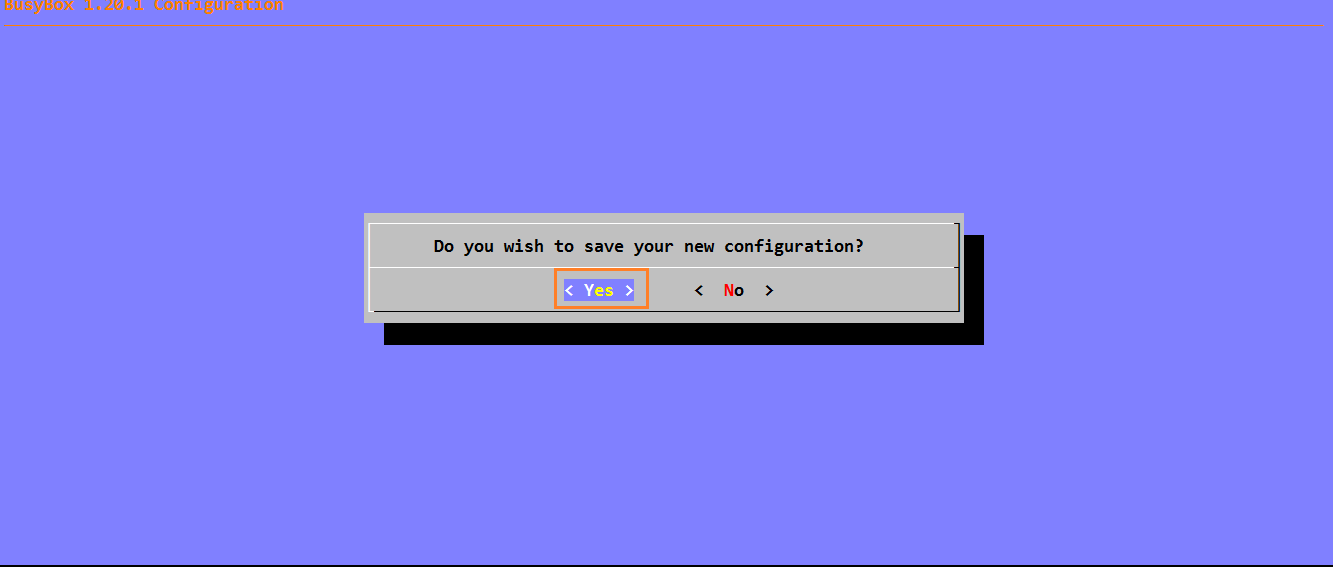 BusyBox 1.20.1 Configuration
Do you wish to save your new configuration?
< Yes > < No >